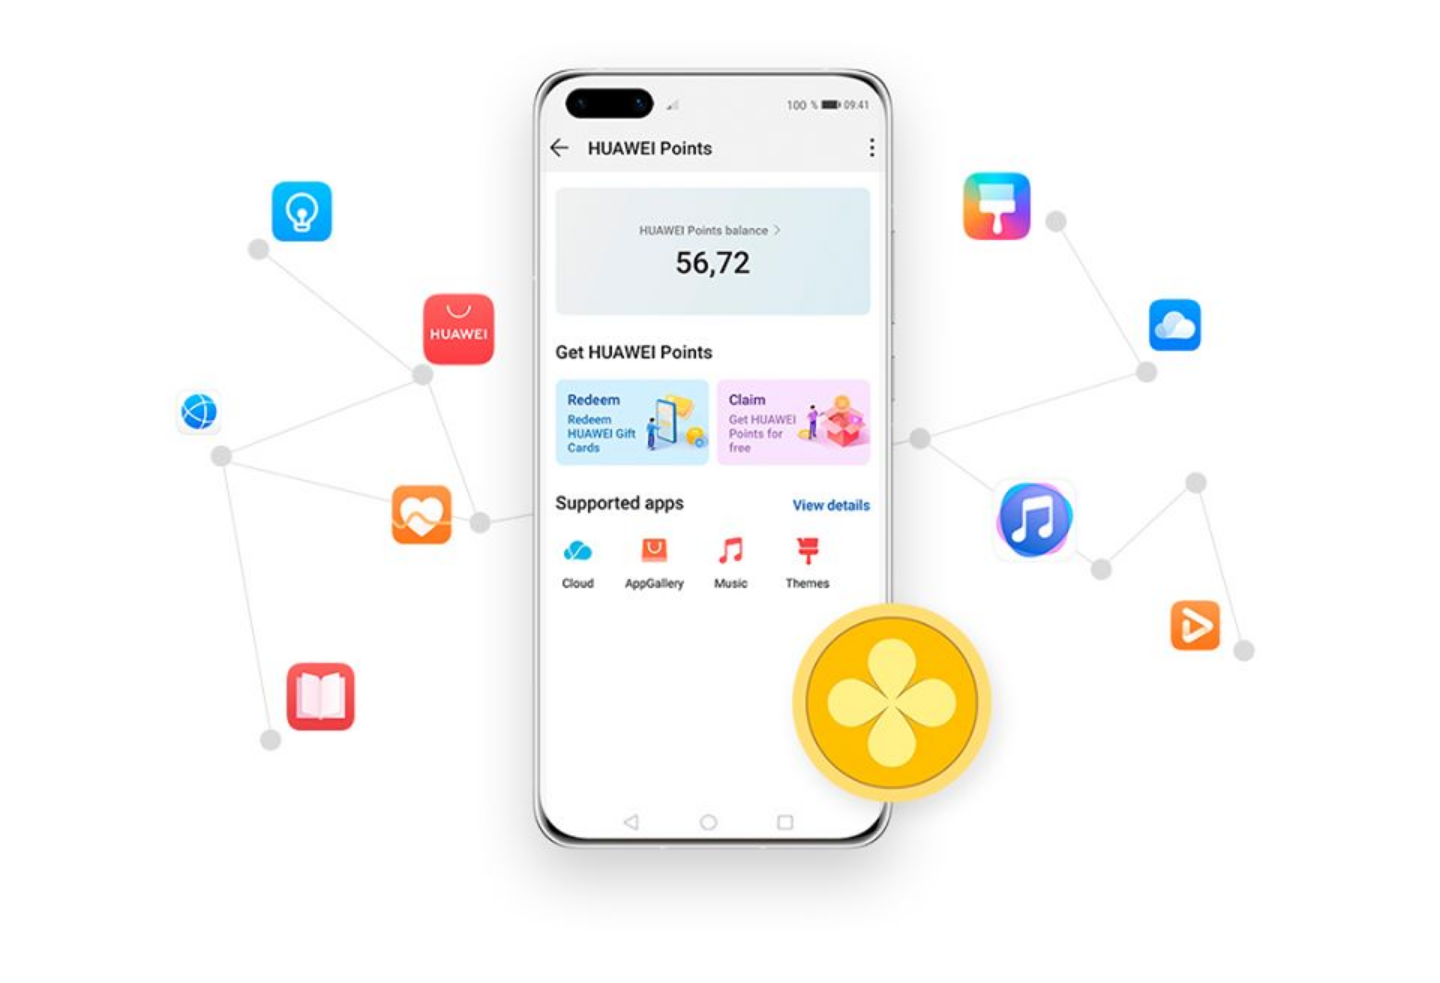 100 % 09:41
HUAWEI Points
HUAWEI Points balance
56,72
HUAWEI
Get HUAWEI Points
Redeem
Redeem
HUAWEI Gift
Cards
Claim
Get HUAWEI
Points for
free
Supported apps
View details
Cloud
AppGallery
Music
Themes